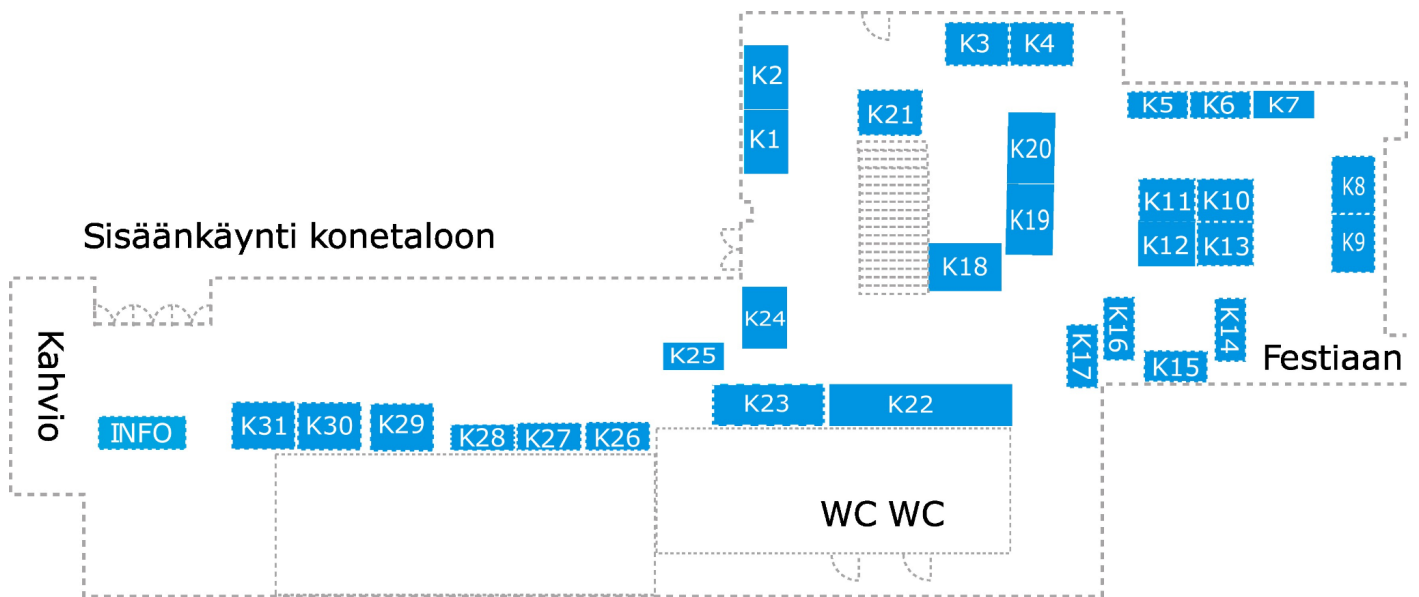 K3 K4
K2
K21
K5 K6 K7
K1
K20
K8
K11 K10
K19
Sisäänkäynti konetaloon
K9
K12 K13
K18
K24
K16
K14
K25
K17
K15
Festiaan
Kahvio
K23
K22
INFO
K31 K30 K29
K28 K27 K26
WC WC